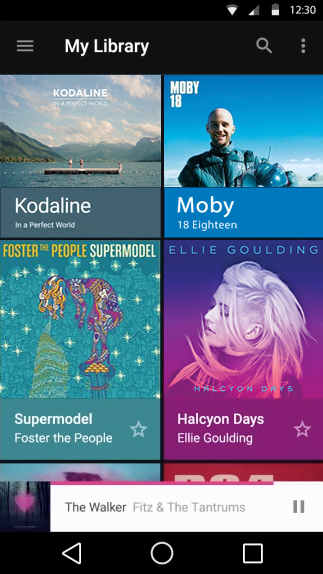 12:30
My Library
KODALINE
IN A PERFECT WORLD
MOBY
18
Kodaline
In a Perfect World
Moby
18 Eighteen
FOSTER THE PEOPLE SUPERMODEL
ELLIE GOULDING
HALCYON DAYS
Supermodel
Foster the People
Halcyon Days
Ellie Goulding
The Walker Fitz & The Tantrums